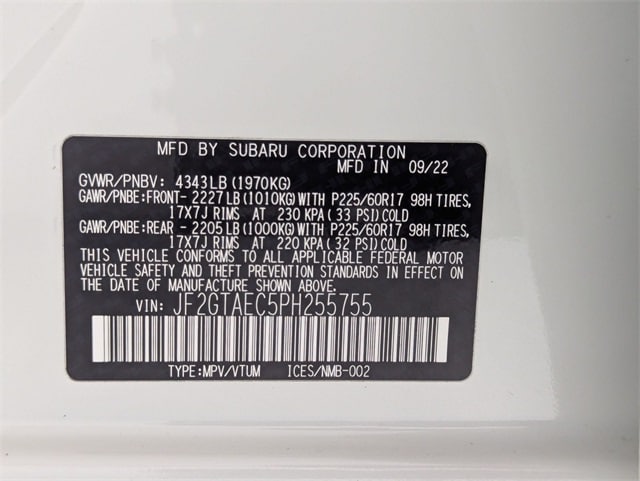 MFD BY SUBARU CORPORATION
MFD IN 09/22
GVWR/PNBV: 4343LB(1970KG)
GAWR/PNBE:FRONT- 2227LB(1010KG)WITH P225/60R17 98H TIRES,
17X7J RIMS AT 230 KPA(33 PSI)COLD
GAWR/PNBE:REAR - 2205LB(1000KG)WITH P225/60R17 98H TIRES,
17X7J RIMS AT 220 KPA(32 PSI)COLD
THIS VEHICLE CONFORMS TO ALL APPLICABLE FEDERAL MOTOR
VEHICLE SAFETY AND THEFT PREVENTION STANDARDS IN EFFECT ON
THE DATE OF MANUFACTURE SHOWN ABOVE.
VIN: JF2GTAEC5PH255755
TYPE:MPV/VTUM ICES/NMB-002